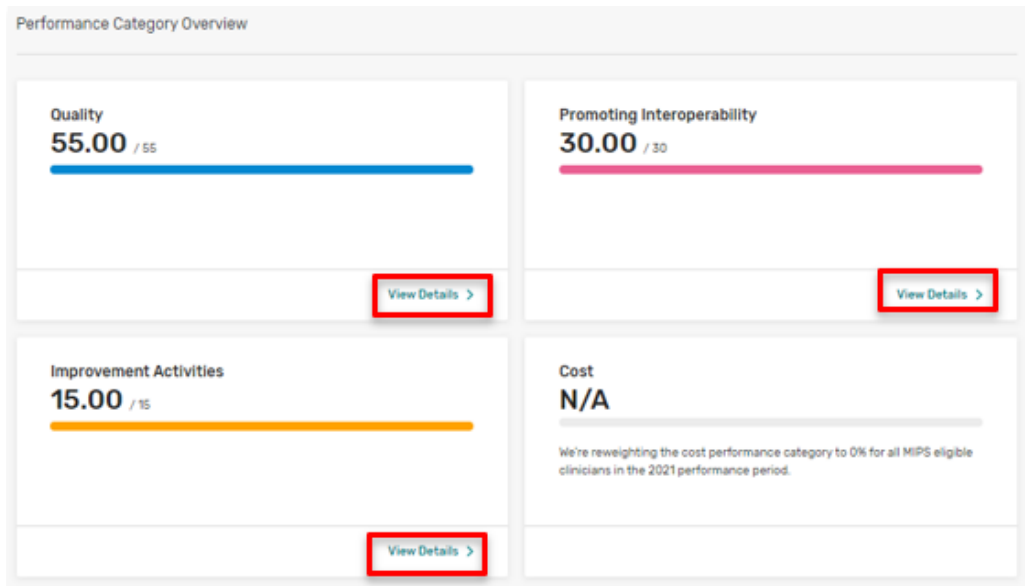 Performance Category Overview
Quality
55.00 / 55
View Details >
Promoting Interoperability
30.00 / 30
View Details >
Improvement Activities
15.00 / 15
View Details >
Cost
N/A
We're reweighting the cost performance category to 0% for all MIPS eligible
clinicians in the 2021 performance period.